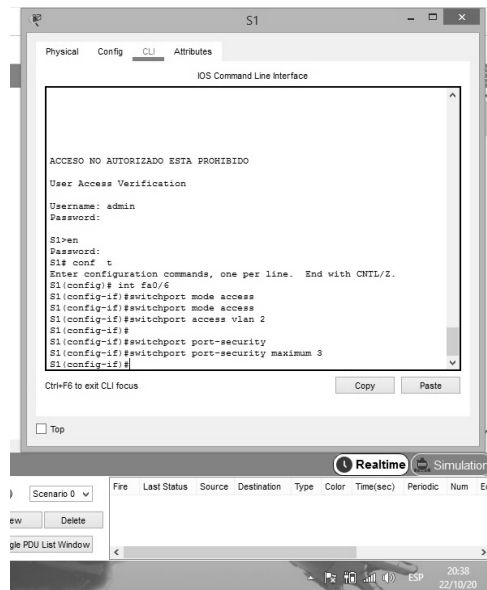 S1
Physical Config CLI Attributes
IOS Command Line Interface
ACCESO NO AUTORIZADO ESTA PROHIBIDO
User Access Verification
Username: admin
Password:
S1>en
Password:
S1# conf t
Enter configuration commands, one per line. End with CNTL/Z.
S1(config)# int fa0/6
S1(config-if)#switchport mode access
S1(config-if)#switchport mode access
S1(config-if)#switchport access vlan 2
S1(config-if)#
S1(config-if)#switchport port-security
S1(config-if)#switchport port-security maximum 3
S1(config-if)#
Ctrl+F6 to exit CLI focus
Copy Paste
Top
Realtime Simulation
Scenario 0
Fire Last Status Source Destination Type Color Time(sec) Periodic Num
Delete
PDU List Window
ESP
20:38
22/10/20